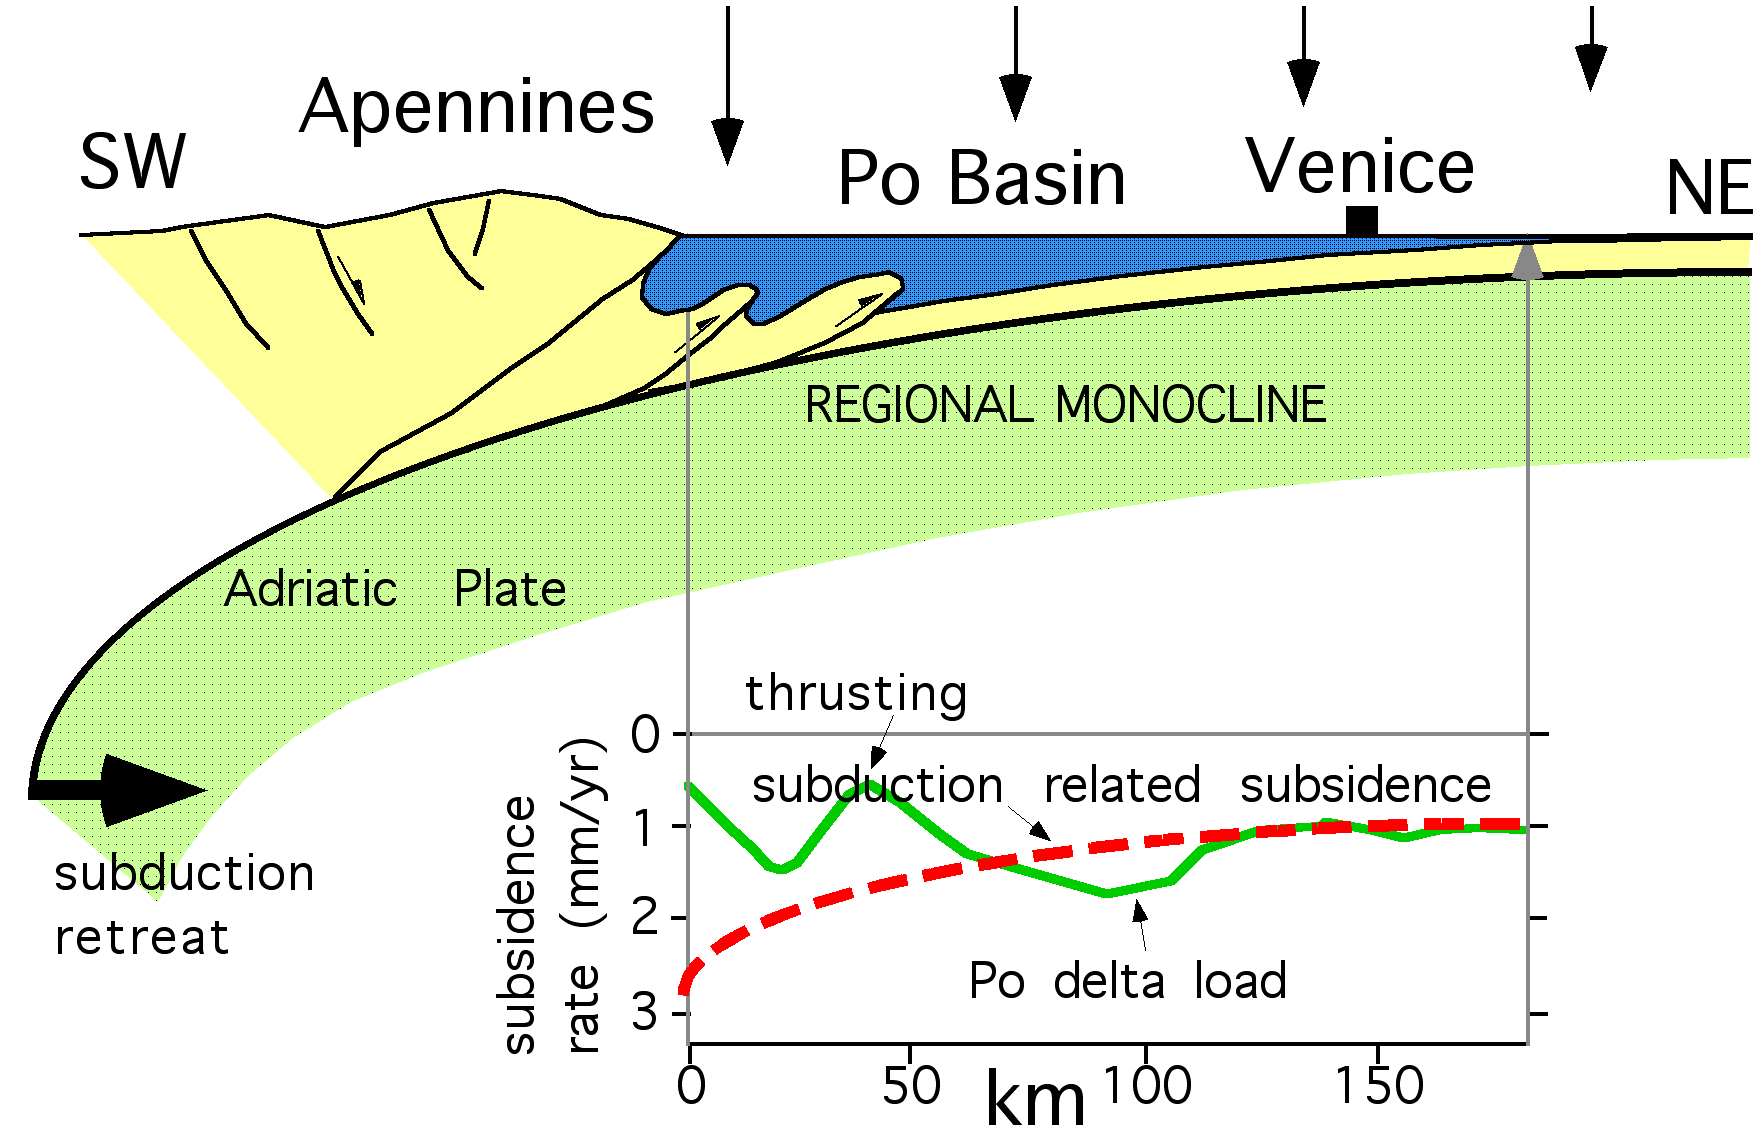 Apennines
SW
Po Basin
Venice
NE
REGIONAL MONOCLINE
Adriatic Plate
subduction
retreat
thrusting
subduction related subsidence
Po delta load
subsidence
rate (mm/yr)
0
1
2
3
0
50
100
150
km